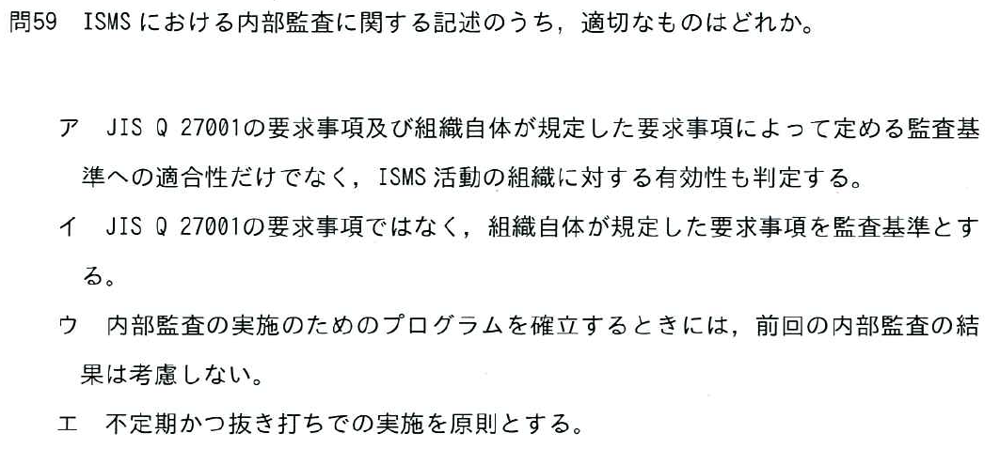 問59　ISMSにおける内部監査に関する記述のうち，適切なものはどれか。
ア　JIS Q 27001の要求事項及び組織自体が規定した要求事項によって定める監査基
準への適合性だけでなく，ISMS活動の組織に対する有効性も判定する。
イ　JIS Q 27001の要求事項ではなく，組織自体が規定した要求事項を監査基準とす
る。
ウ　内部監査の実施のためのプログラムを確立するときには，前回の内部監査の結
果は考慮しない。
エ　不定期かつ抜き打ちでの実施を原則とする。